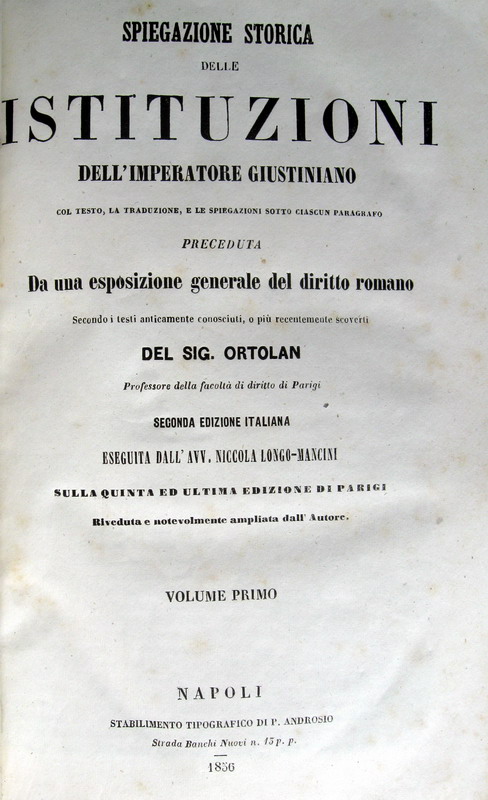 SPIEGAZIONE STORICA
DELLE
ISTITUZIONI
DELL'IMPERATORE GIUSTINIANO
COL TESTO, LA TRADUZIONE, E LE SPIEGAZIONI SOTTO CIASCUN PARAGRAFO
PRECEDUTA
Da una esposizione generale del diritto romano
Secondo i testi anticamente conosciuti, o più recentemente scoverti
DEL SIG. ORTOLAN
Professore della facoltà di diritto di Parigi
SECONDA EDIZIONE ITALIANA
ESEGUITA DALL' AVV. NICCOLA LONGO-MANCINI
SULLA QUINTA ED ULTIMA EDIZIONE DI PARIGI
Riveduta e notevolmente ampliata dall' Autore.
VOLUME PRIMO
NAPOLI
STABILIMENTO TIPOGRAFICO DI P. ANDROSIO
Strada Banchi Nuovi n. 13 p. p.
1856